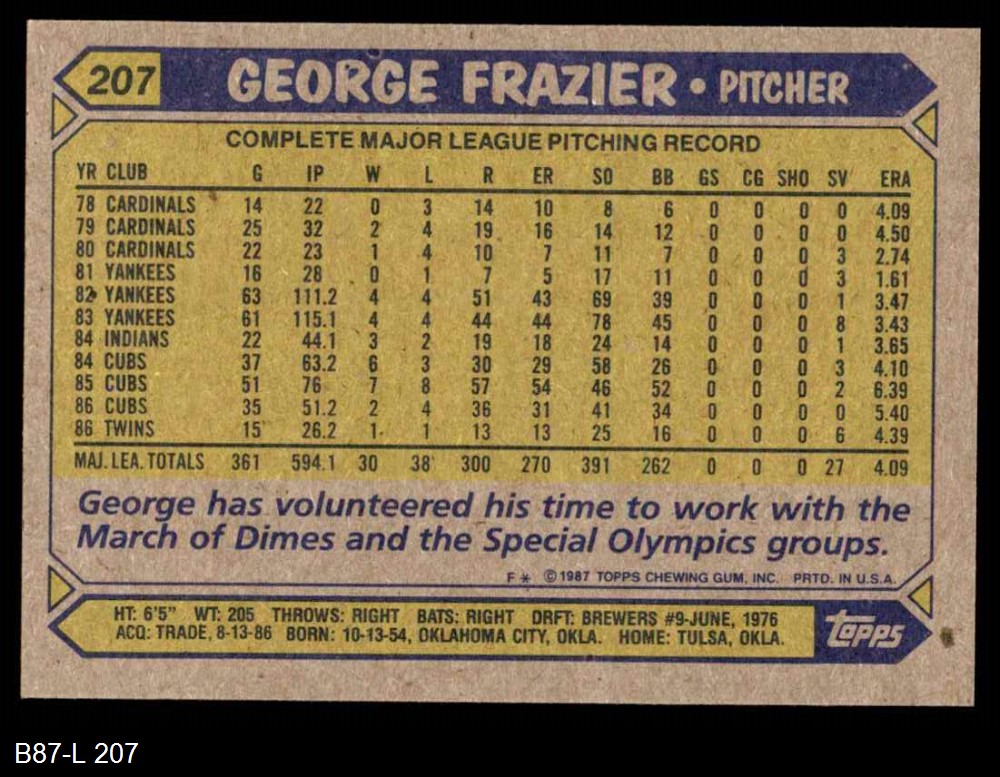 207 GEORGE FRAZIER • PITCHER
COMPLETE MAJOR LEAGUE PITCHING RECORD
YR CLUB G IP W L R ER SO BB GS CG SHO SV ERA
78 CARDINALS 14 22 0 3 14 10 8 6 0 0 0 0 4.09
79 CARDINALS 25 32 2 4 19 16 14 12 0 0 0 0 4.50
80 CARDINALS 22 23 1 4 10 7 11 7 0 0 0 3 2.74
81 YANKEES 16 28 0 1 7 5 17 11 0 0 0 3 1.61
82 YANKEES 63 111.2 4 4 51 43 69 39 0 0 0 1 3.47
83 YANKEES 61 115.1 4 4 44 44 78 45 0 0 0 8 3.43
84 INDIANS 22 44.1 3 2 19 18 24 14 0 0 0 1 3.65
84 CUBS 37 63.2 6 3 30 29 58 26 0 0 0 3 4.10
85 CUBS 51 76 7 8 57 54 46 52 0 0 0 2 6.39
86 CUBS 35 51.2 2 4 36 31 41 34 0 0 0 0 5.40
86 TWINS 15 26.2 1 1 13 13 25 16 0 0 0 6 4.39
MAJ. LEA. TOTALS 361 594.1 30 38 300 270 391 262 0 0 0 27 4.09
George has volunteered his time to work with the
March of Dimes and the Special Olympics groups.
F * © 1987 TOPPS CHEWING GUM, INC. PRTD. IN U.S.A.
HT: 6'5" WT: 205 THROWS: RIGHT BATS: RIGHT DRFT: BREWERS #9-JUNE, 1976
ACQ: TRADE, 8-13-86 BORN: 10-13-54, OKLAHOMA CITY, OKLA. HOME: TULSA, OKLA.
topps
B87-L 207